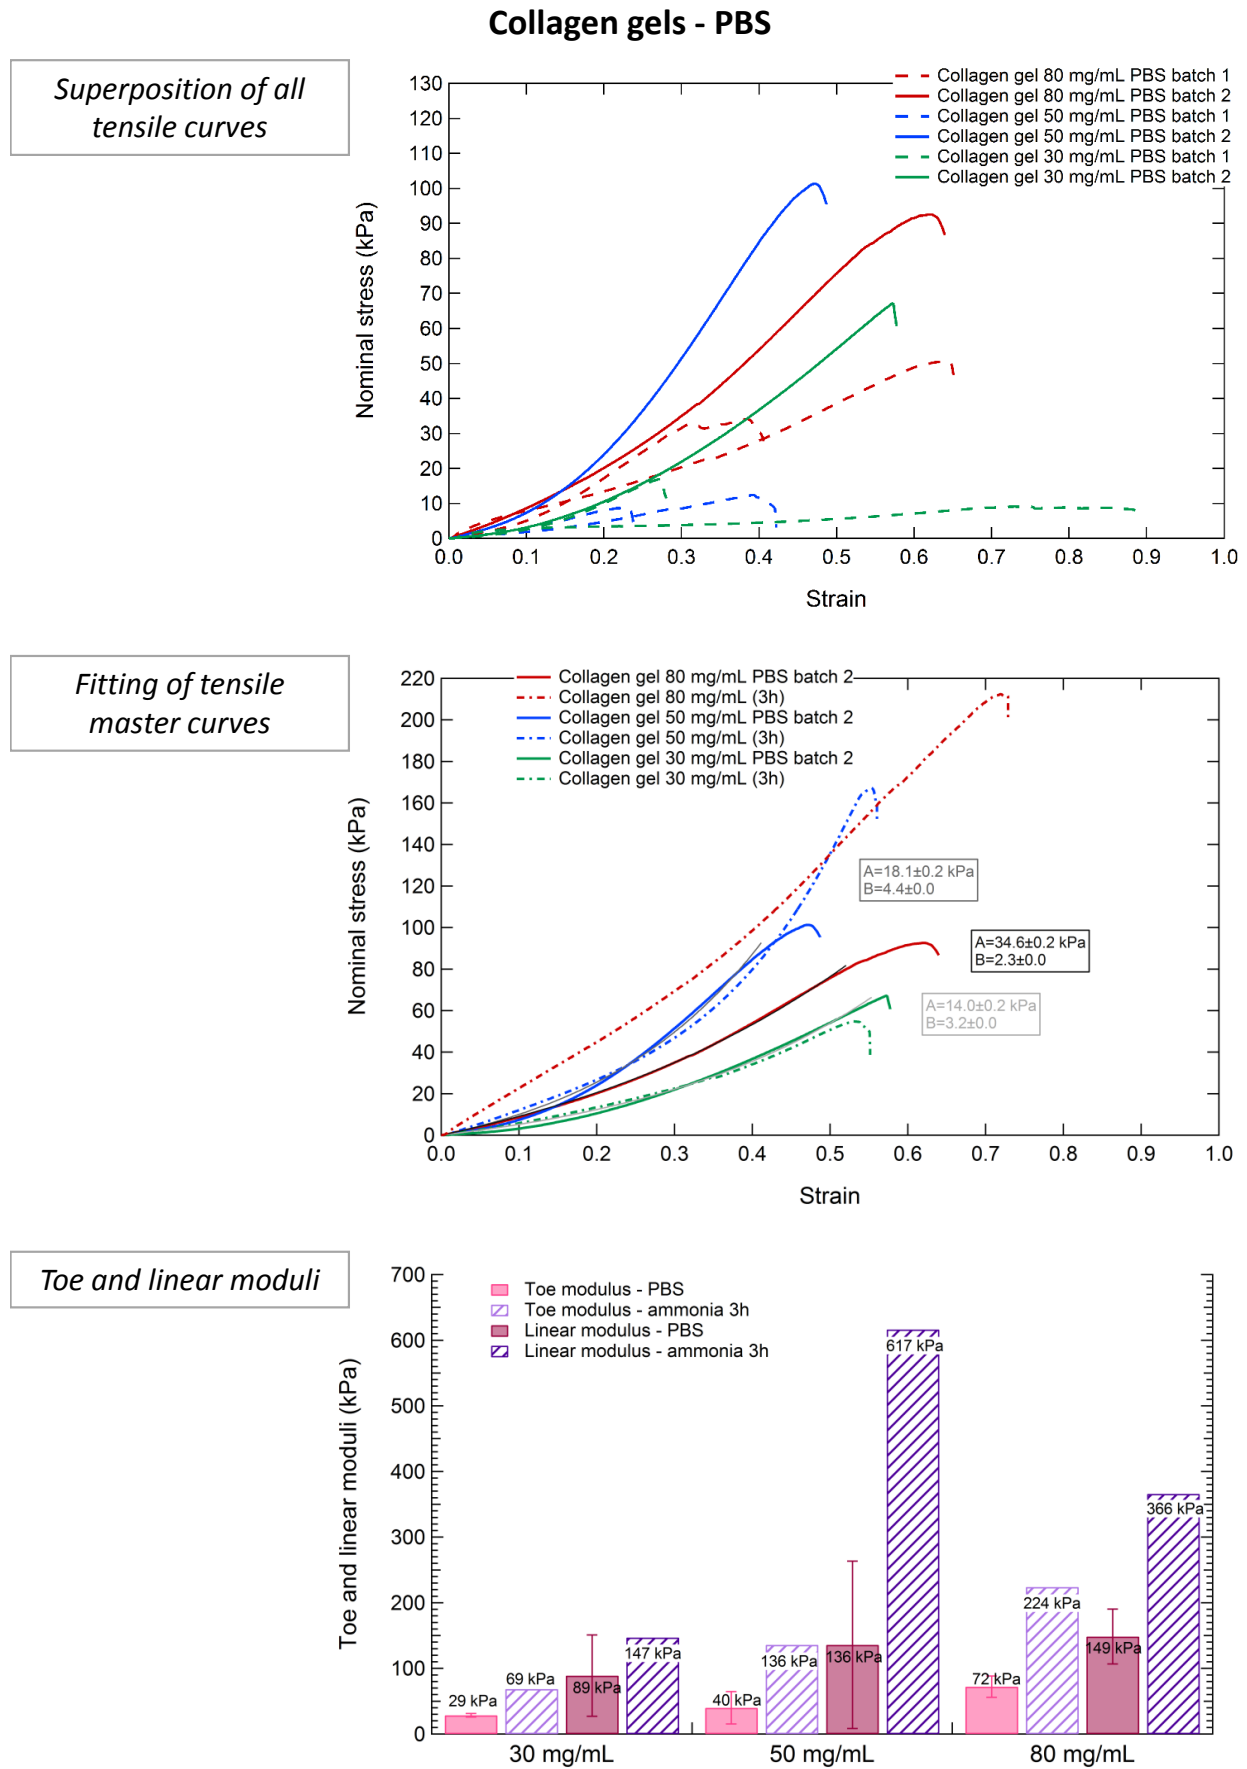 Collagen gels - PBS
Superposition of all
tensile curves
130
120
110
100
90
80
70
60
50
40
30
20
10
0
Nominal stress (kPa)
Collagen gel 80 mg/mL PBS batch 1
Collagen gel 80 mg/mL PBS batch 2
Collagen gel 50 mg/mL PBS batch 1
Collagen gel 50 mg/mL PBS batch 2
Collagen gel 30 mg/mL PBS batch 1
Collagen gel 30 mg/mL PBS batch 2
0.0 0.1 0.2 0.3 0.4 0.5 0.6 0.7 0.8 0.9 1.0
Strain
Fitting of tensile
master curves
220
200
180
160
140
120
100
80
60
40
20
0
Nominal stress (kPa)
Collagen gel 80 mg/mL PBS batch 2
Collagen gel 80 mg/mL (3h)
Collagen gel 50 mg/mL PBS batch 2
Collagen gel 50 mg/mL (3h)
Collagen gel 30 mg/mL PBS batch 2
Collagen gel 30 mg/mL (3h)
A=18.1±0.2 kPa
B=4.4±0.0
A=34.6±0.2 kPa
B=2.3±0.0
A=14.0±0.2 kPa
B=3.2±0.0
0.0 0.1 0.2 0.3 0.4 0.5 0.6 0.7 0.8 0.9 1.0
Strain
Toe and linear moduli
700
600
500
400
300
200
100
0
Toe and linear moduli (kPa)
Toe modulus - PBS
Toe modulus - ammonia 3h
Linear modulus - PBS
Linear modulus - ammonia 3h
29 kPa
69 kPa
89 kPa
147 kPa
40 kPa
136 kPa
136 kPa
617 kPa
72 kPa
224 kPa
149 kPa
366 kPa
30 mg/mL 50 mg/mL 80 mg/mL